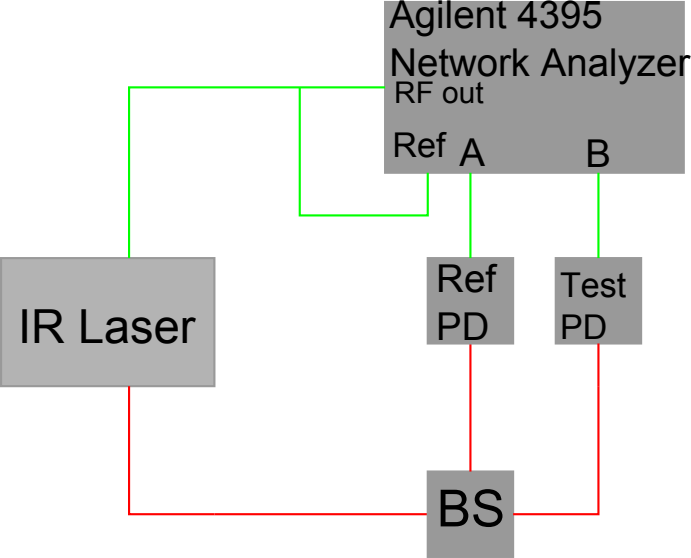 Agilent 4395
Network Analyzer
RF out
Ref A B
IR Laser
Ref
PD
Test
PD
BS